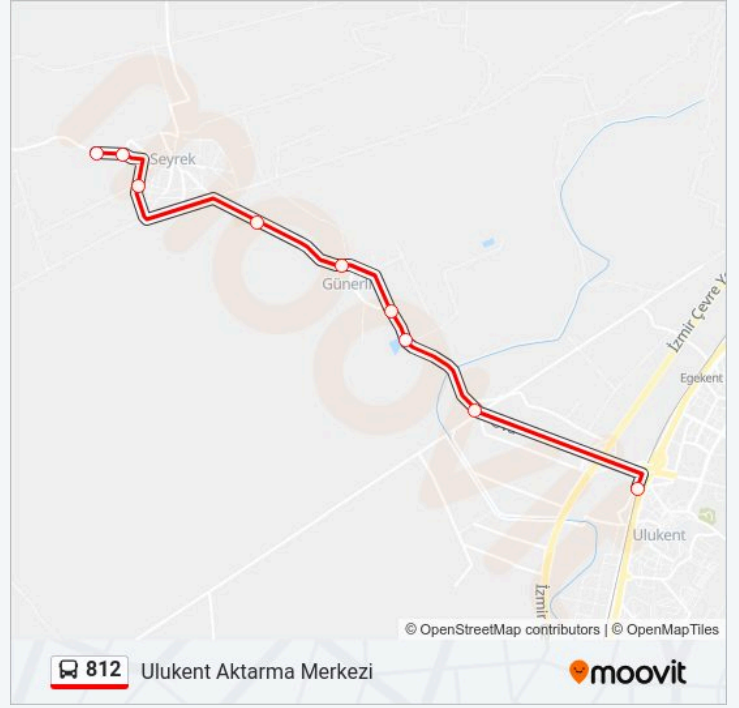 Seyrek
Günerli
İzmir Çevre Y
Egekent
Ulukent
İzmir
© OpenStreetMap contributors | © OpenMapTiles
812 Ulukent Aktarma Merkezi
moovit